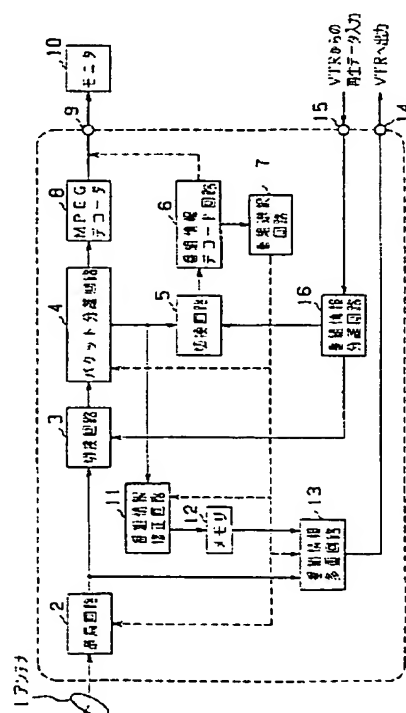 1 アンテナ
2
選局回路
3
切換回路
4
パケット分離回路
8
MPEG
デコーダ
9
10
モニタ
5
切換回路
6
番組情報
デコード回路
7
番組選択
回路
11
番組情報
修正回路
12
メモリ
13
番組情報
多重回路
16
番組情報
分離回路
15
VTRからの
再生データ入力
VTRへ出力
14